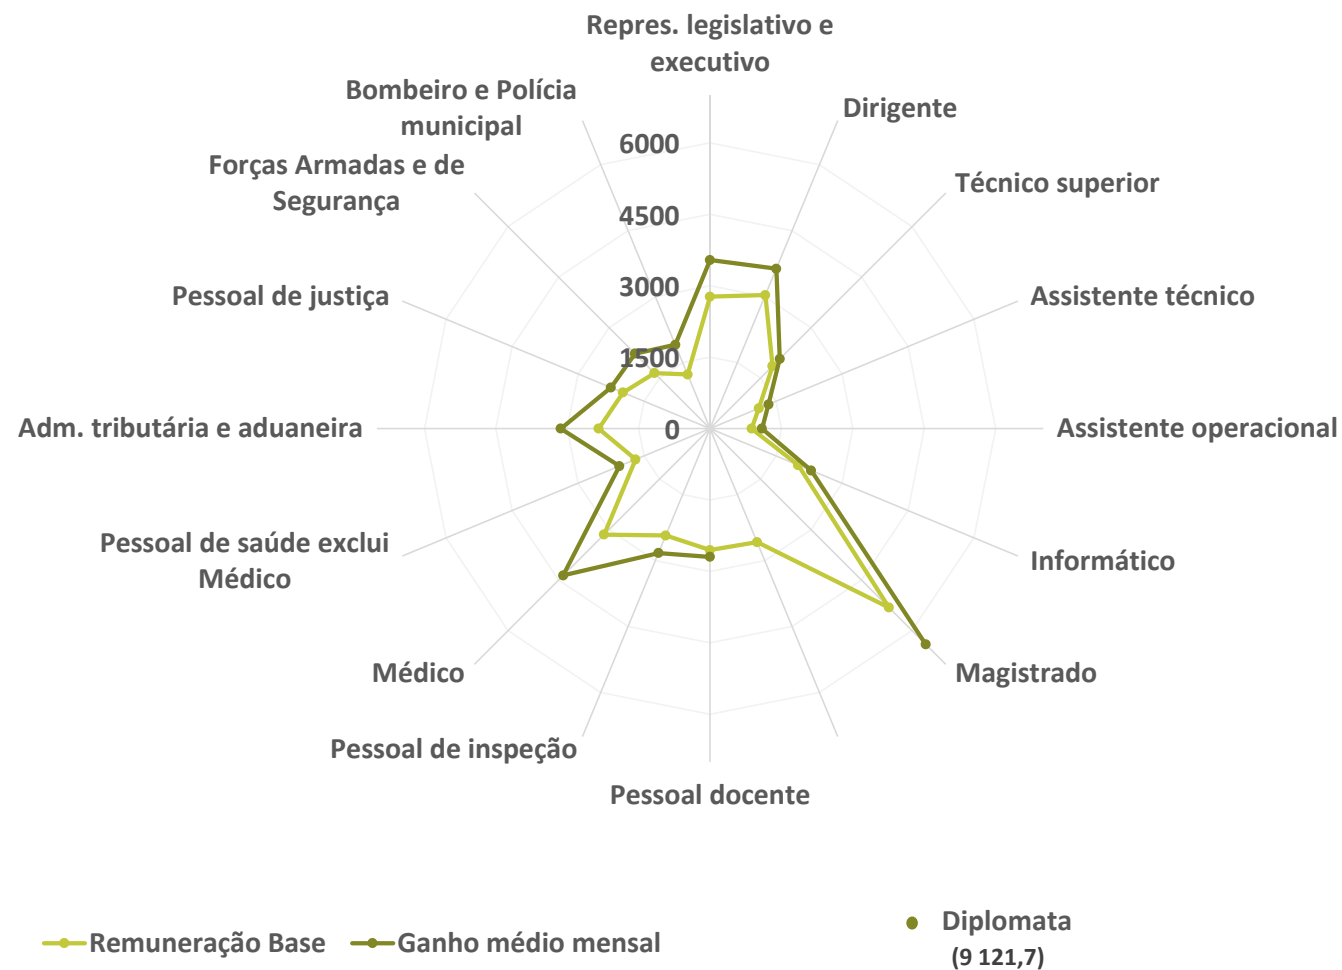 Repres. legislativo e
executivo
Bombeiro e Polícia
municipal
Dirigente
Forças Armadas e de
Segurança
Técnico superior
Pessoal de justiça
Assistente técnico
Adm. tributária e aduaneira
Assistente operacional
Pessoal de saúde exclui
Médico
Informático
Médico
Magistrado
Pessoal de inspeção
Pessoal docente
6000
4500
3000
1500
0
Remuneração Base
Ganho médio mensal
Diplomata
(9 121,7)